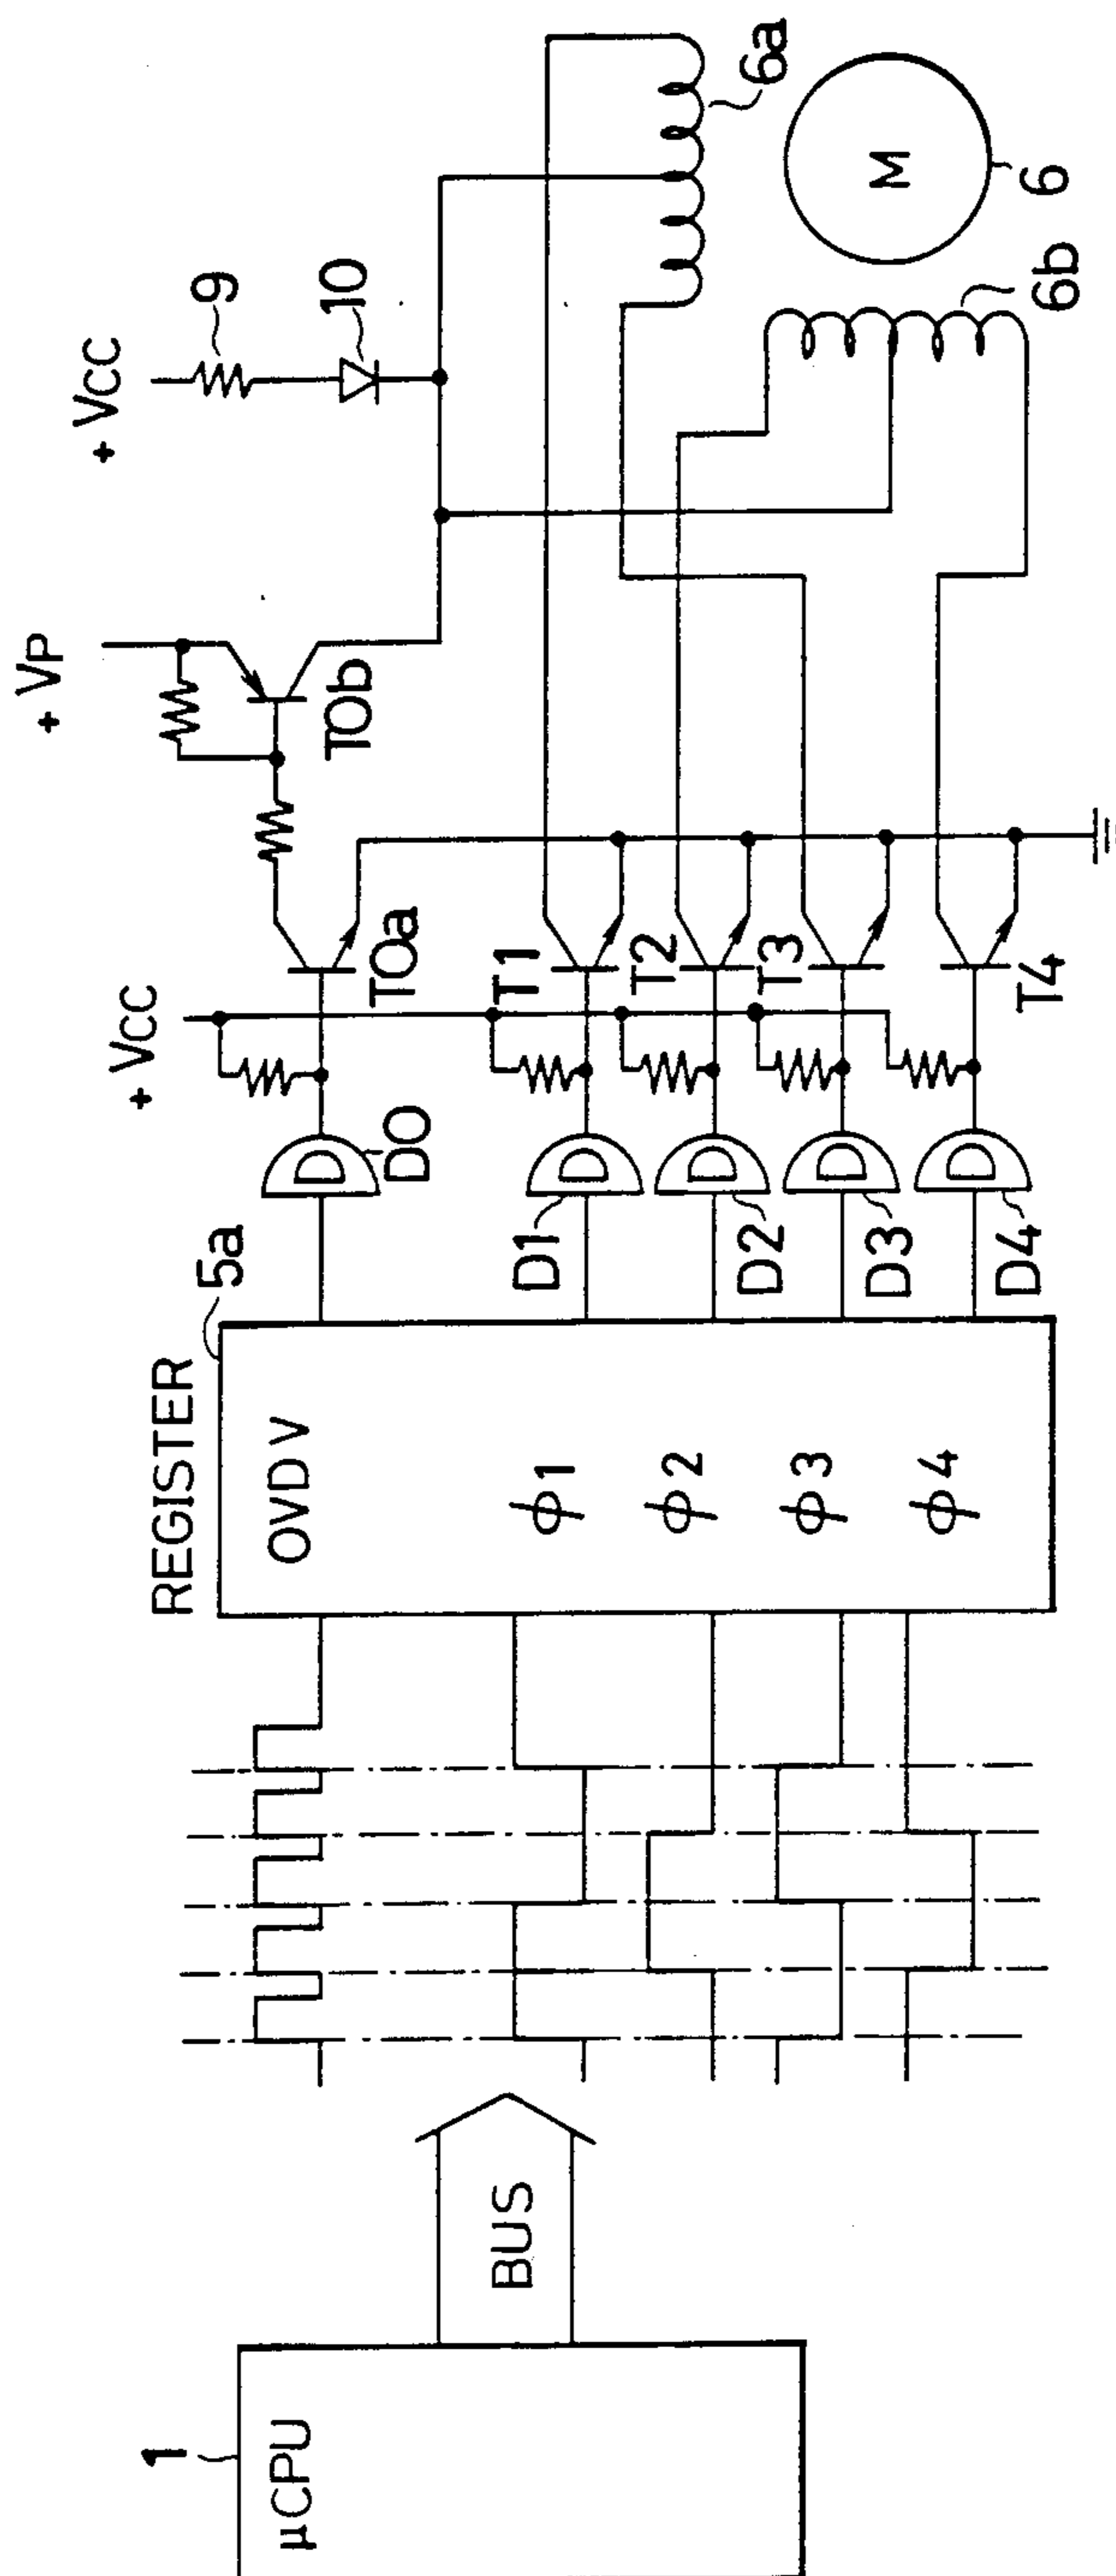 1
μCPU
BUS
REGISTER
5a
OVDV
ϕ1
ϕ2
ϕ3
ϕ4
D
D0
D
D1
D
D2
D
D3
D
D4
+ VCC
T0a
T1
T2
T3
T4
+ VP
T0b
+ VCC
9
10
6a
6b
M
6